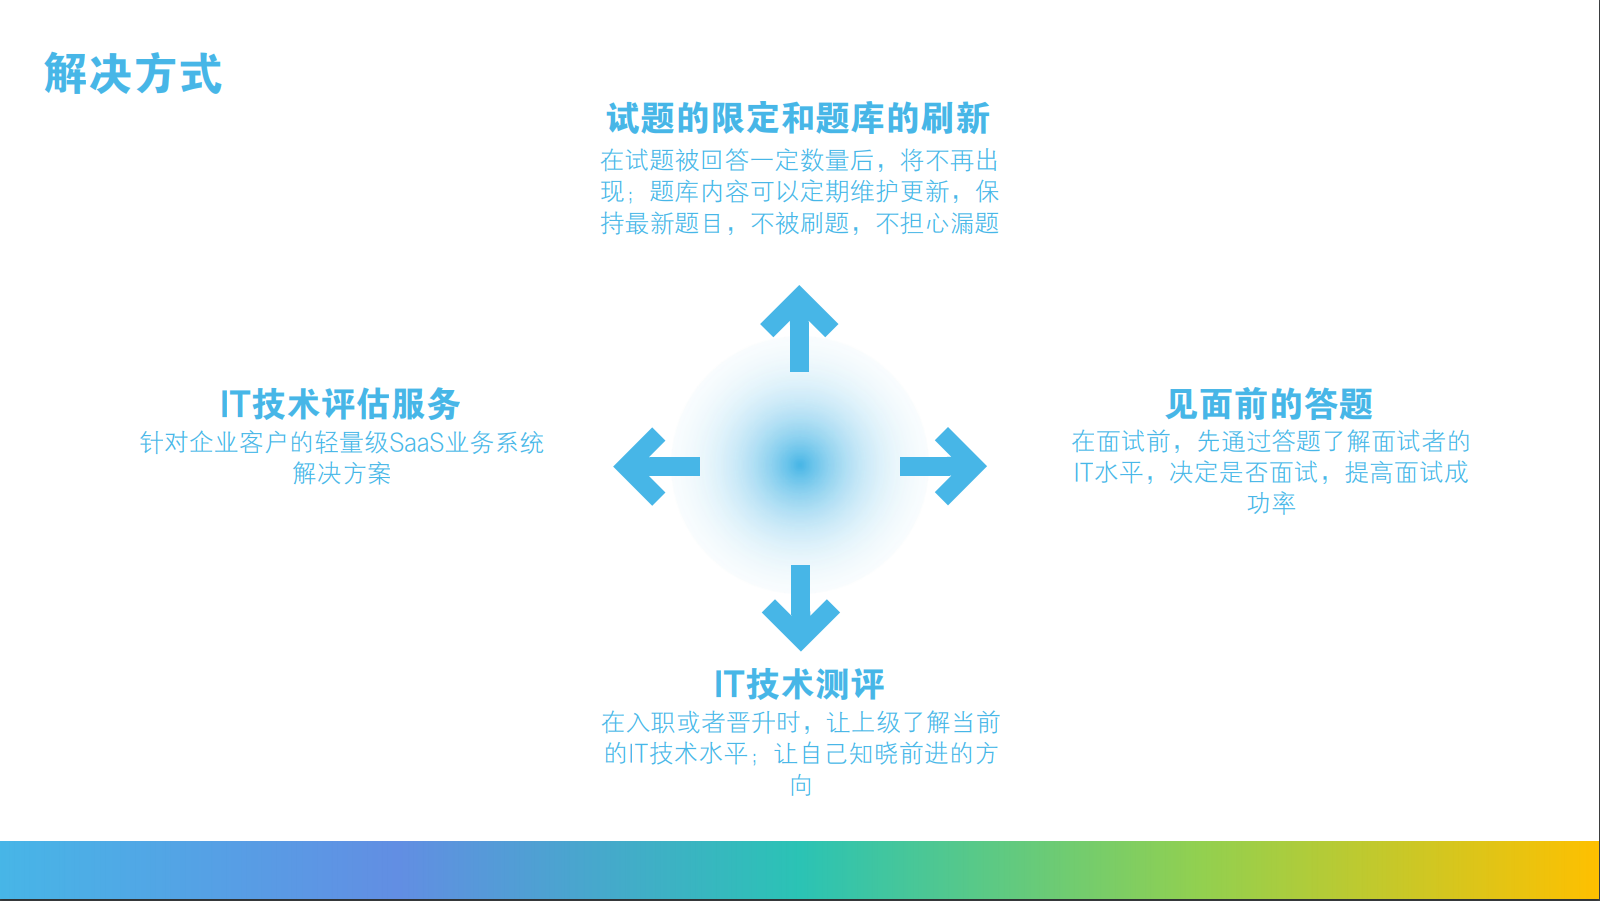 解决方式
试题的限定和题库的刷新
在试题被回答一定数量后，将不再出
现；题库内容可以定期维护更新，保
持最新题目，不被刷题，不担心漏题
IT技术评估服务
针对企业客户的轻量级SaaS业务系统
解决方案
见面前的答题
在面试前，先通过答题了解面试者的
IT水平，决定是否面试，提高面试成
功率
IT技术测评
在入职或者晋升时，让上级了解当前
的IT技术水平；让自己知晓前进的方
向